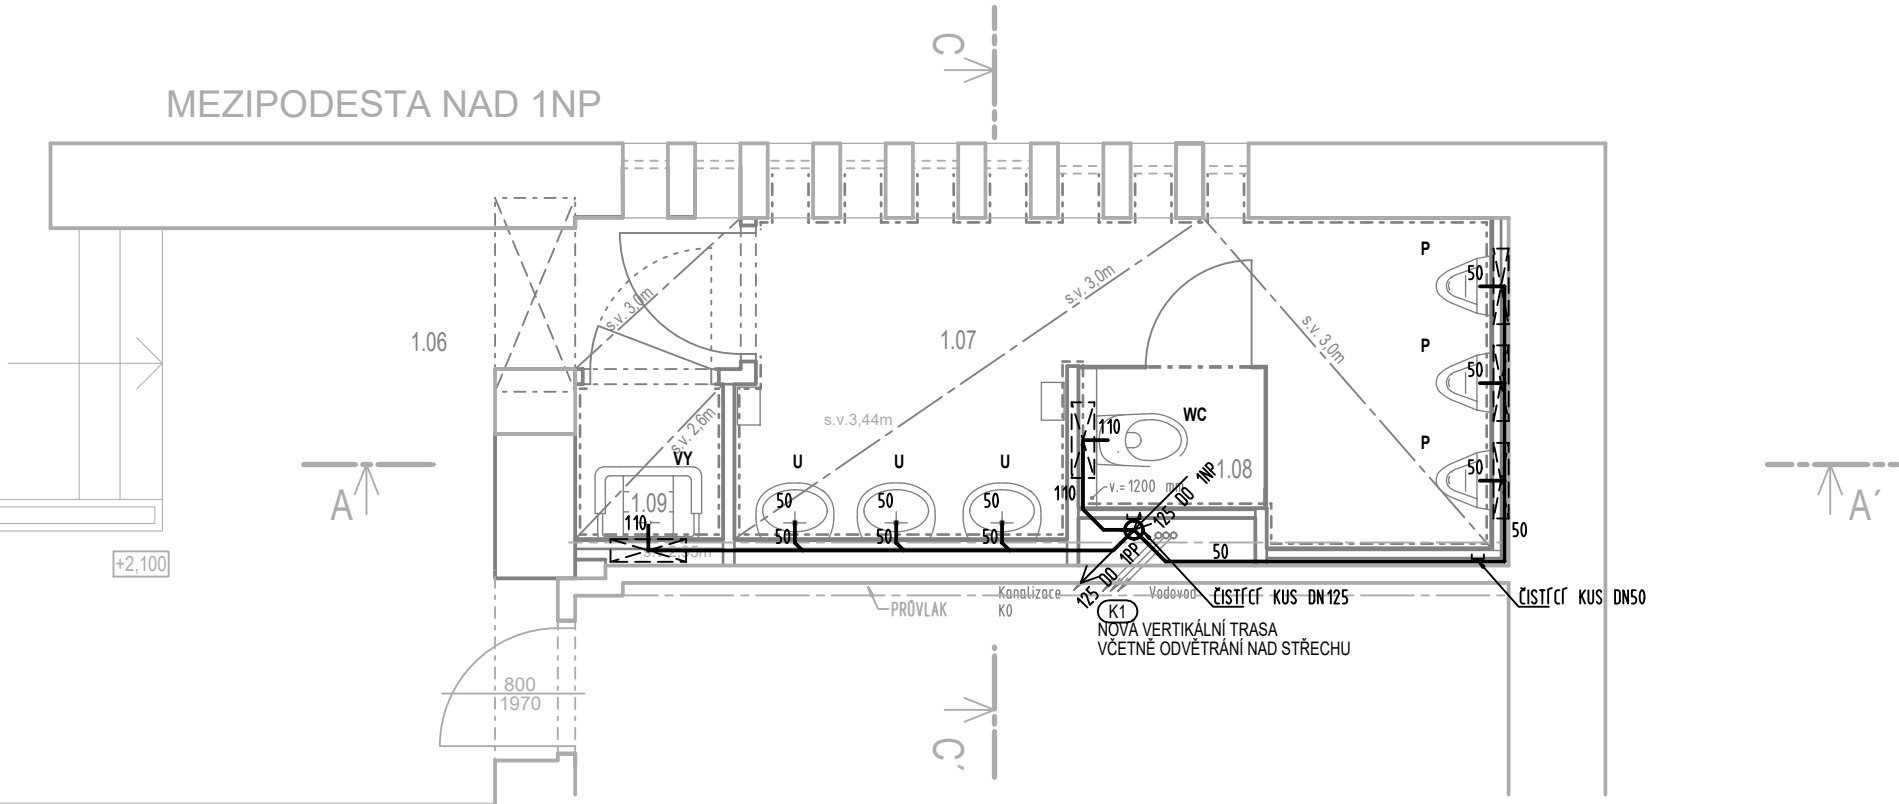 C
MEZIPODESTA NAD 1NP
P
50
s.v. 3,0m
s.v. 3,0m
s.v. 3,0m
1.06
1.07
P
50
s.v.3,44m
s.v. 2,6m
WC
110
P
VY
U
U
U
50
1.08
v.= 1200 mm
110
A
A´
1.09
50
50
50
125 DO 1NP
110
50
50
50
50
50
+2,100
125 DO 1PP
Kanalizace
K0
Vodovod
PRŮVLAK
ČISTÍCÍ KUS DN125
ČISTÍCÍ KUS DN50
K1
NOVÁ VERTIKÁLNÍ TRASA
VČETNĚ ODVĚTRÁNÍ NAD STŘECHU
800
1970
C´